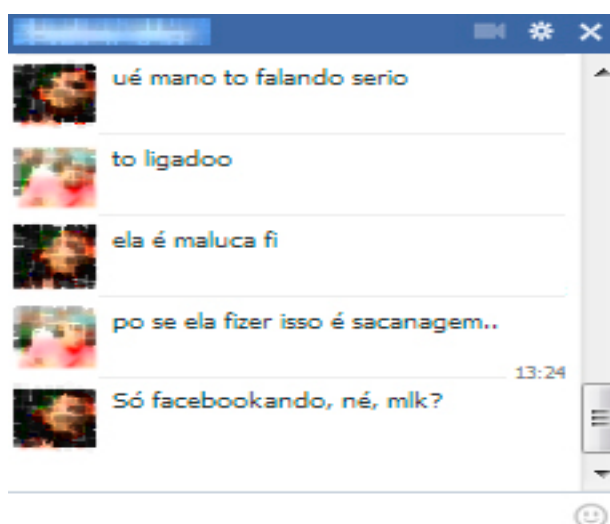 ué mano to falando serio
to ligadoo
ela é maluca fi
po se ela fizer isso é sacanagem..
13:24
Só facebookando, né, mlk?